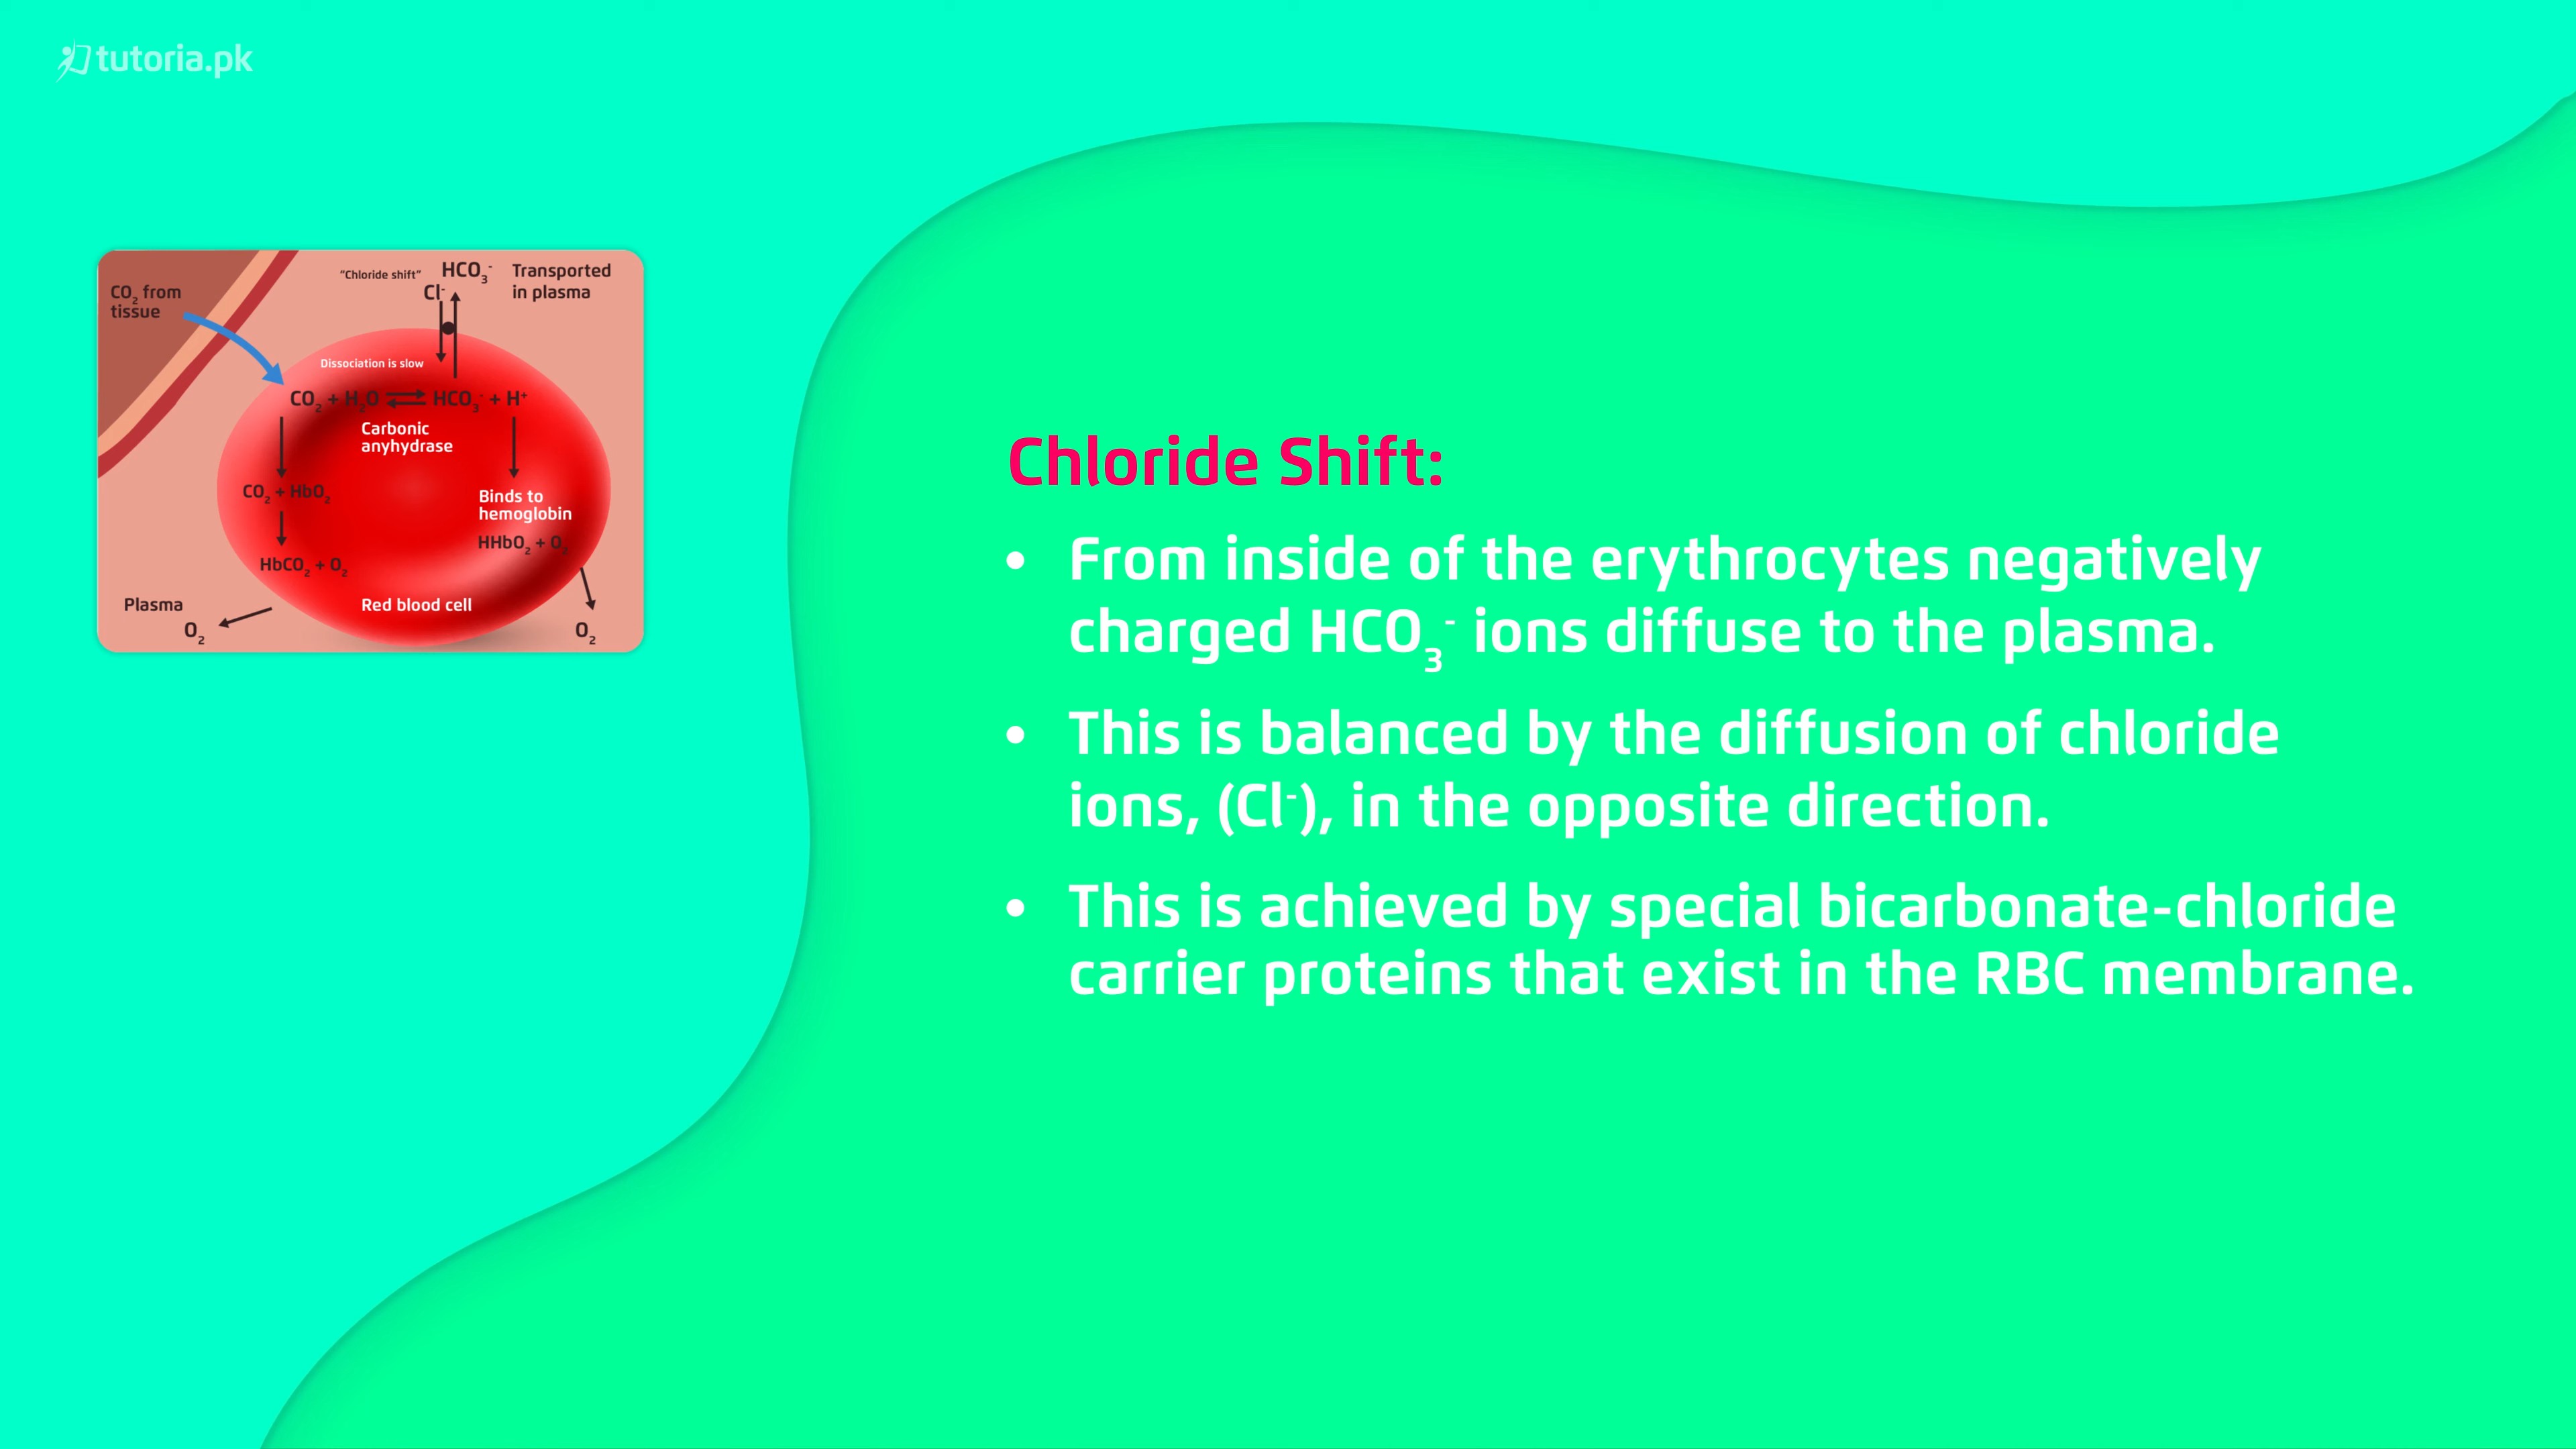 tutoria.pk
"Chloride shift"
HCO₃⁻
Transported
in plasma
Cl⁻
CO₂ from
tissue
Dissociation is slow
CO₂ + H₂O ⇌ HCO₃⁻ + H⁺
Carbonic
anyhydrase
CO₂ + HbO₂
Binds to
hemoglobin
HHbO₂ + O₂
HbCO₂ + O₂
Plasma
Red blood cell
O₂
O₂
Chloride Shift:
• From inside of the erythrocytes negatively
charged HCO₃⁻ ions diffuse to the plasma.
• This is balanced by the diffusion of chloride
ions, (Cl⁻), in the opposite direction.
• This is achieved by special bicarbonate-chloride
carrier proteins that exist in the RBC membrane.